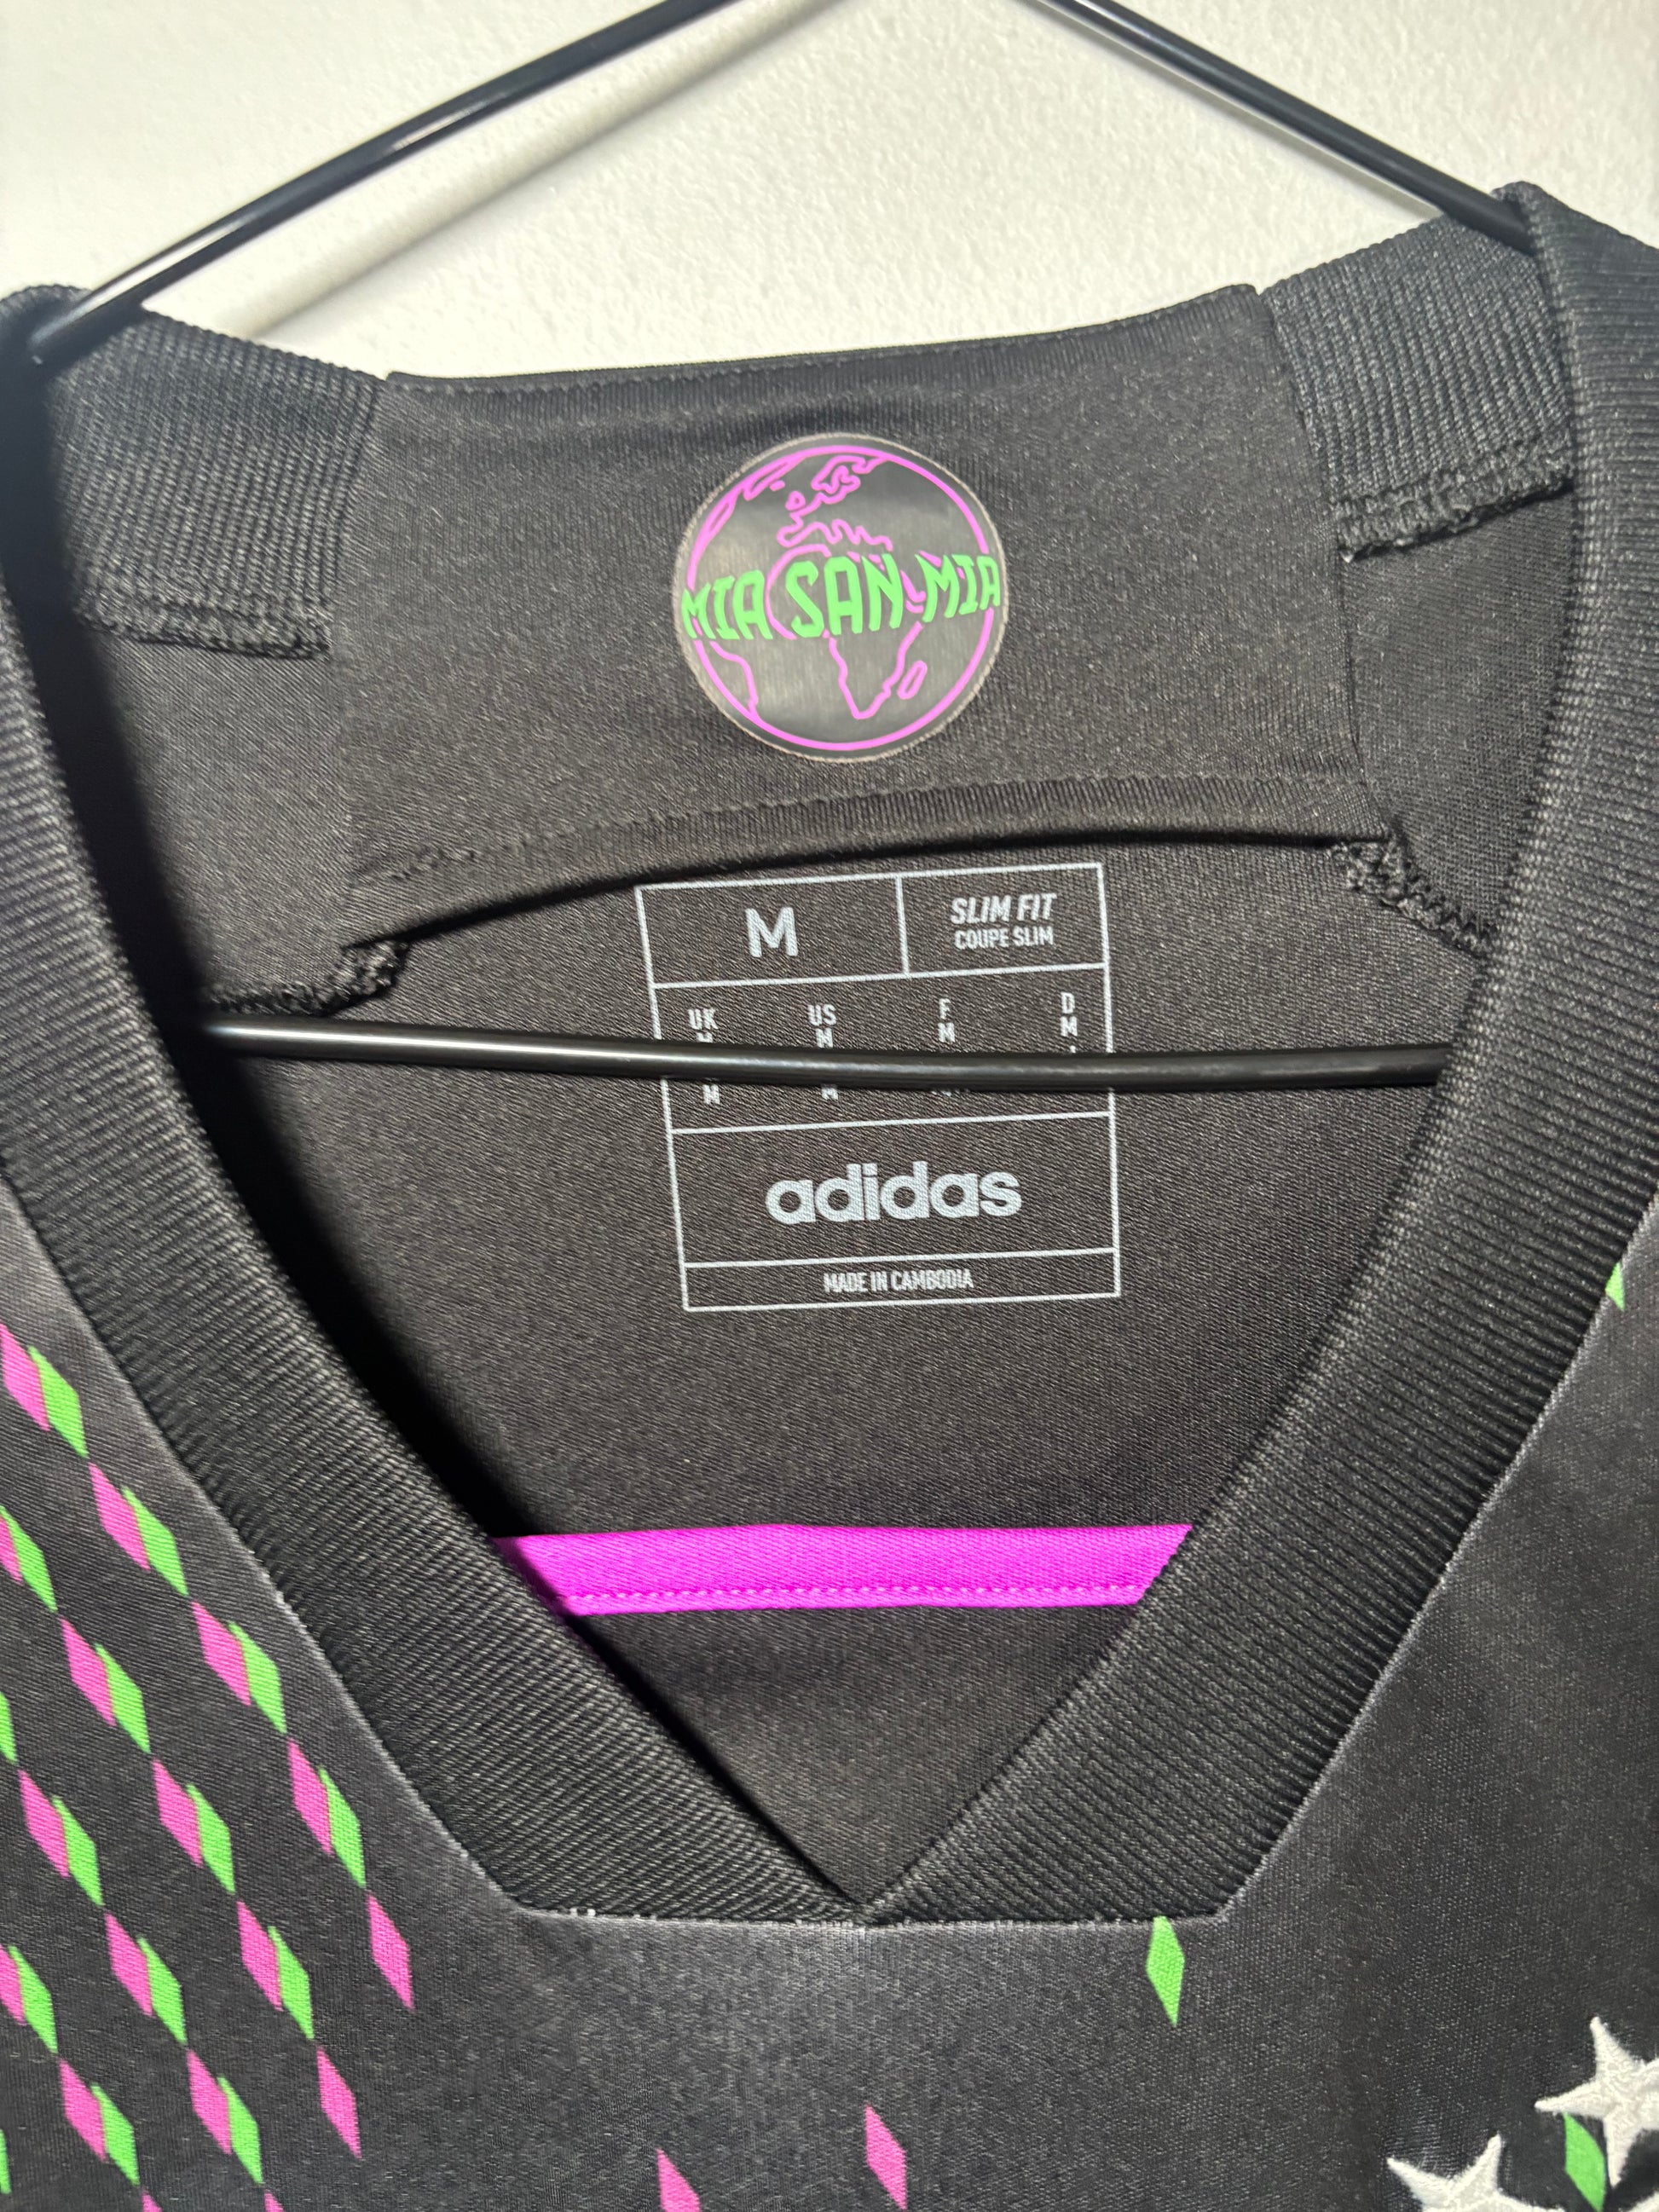 MIA SAN MIA
M
SLIM FIT
COUPE SLIM
UK US F D
M M M M
M M
adidas
MADE IN CAMBODIA